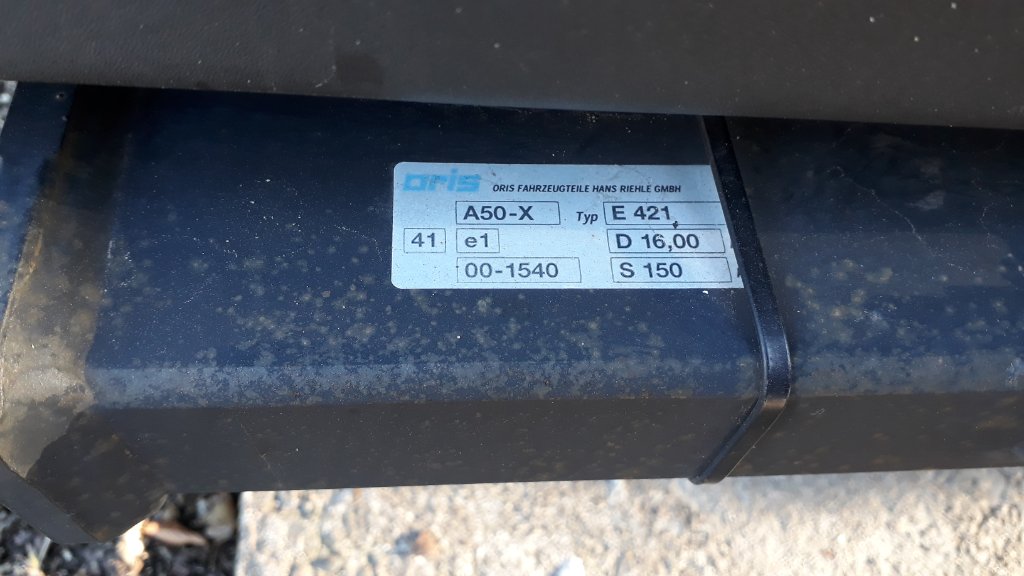 oris ORIS FAHRZEUGTEILE HANS RIEHLE GMBH
A50-X Typ E 421
41 e1 D 16,00
00-1540 S 150